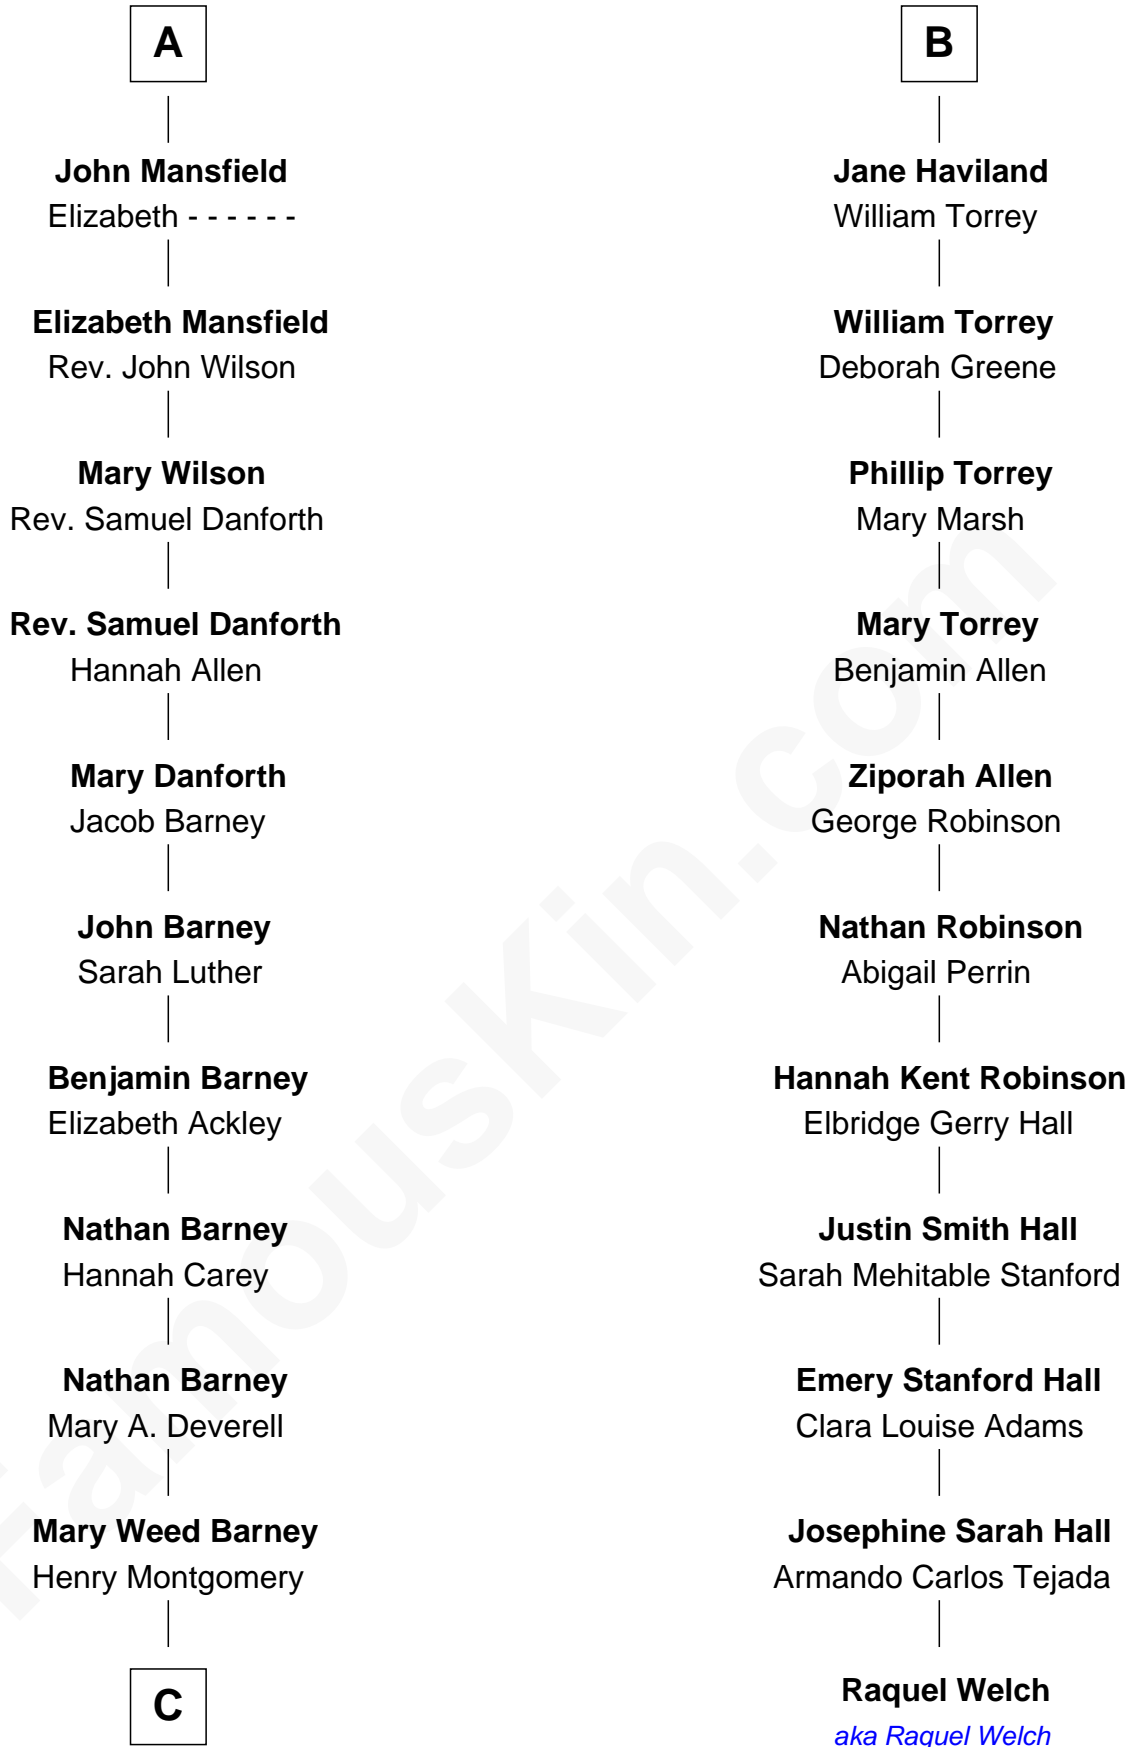 A
John Mansfield
Elizabeth - - - - - -
Elizabeth Mansfield
Rev. John Wilson
Mary Wilson
Rev. Samuel Danforth
Rev. Samuel Danforth
Hannah Allen
Mary Danforth
Jacob Barney
John Barney
Sarah Luther
Benjamin Barney
Elizabeth Ackley
Nathan Barney
Hannah Carey
Nathan Barney
Mary A. Deverell
Mary Weed Barney
Henry Montgomery
C
B
Jane Haviland
William Torrey
William Torrey
Deborah Greene
Phillip Torrey
Mary Marsh
Mary Torrey
Benjamin Allen
Ziporah Allen
George Robinson
Nathan Robinson
Abigail Perrin
Hannah Kent Robinson
Elbridge Gerry Hall
Justin Smith Hall
Sarah Mehitable Stanford
Emery Stanford Hall
Clara Louise Adams
Josephine Sarah Hall
Armando Carlos Tejada
Raquel Welch
aka Raquel Welch
FamousKin.com